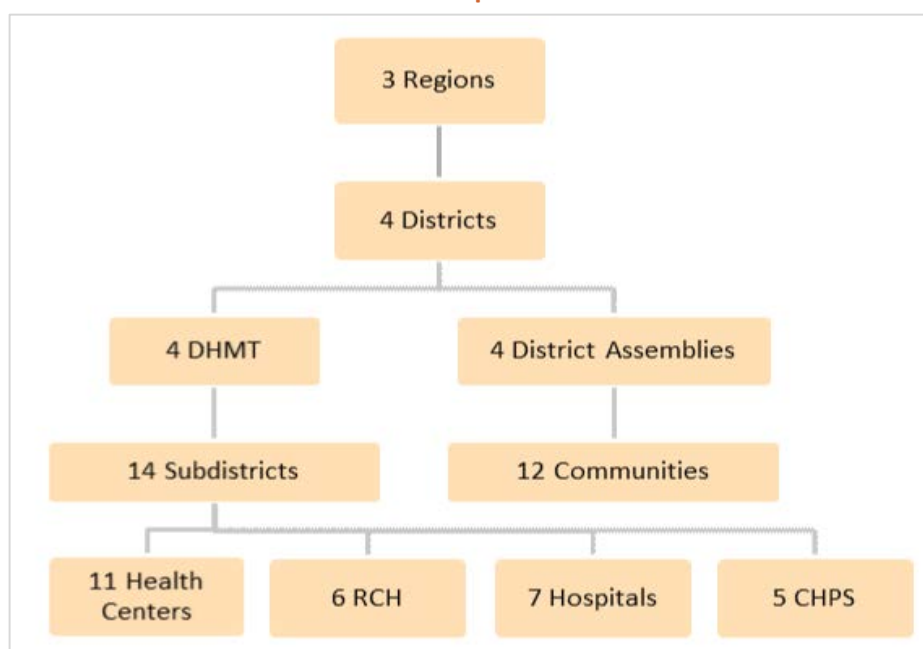 3 Regions
4 Districts
4 DHMT
4 District Assemblies
14 Subdistricts
12 Communities
11 Health
Centers
6 RCH
7 Hospitals
5 CHPS